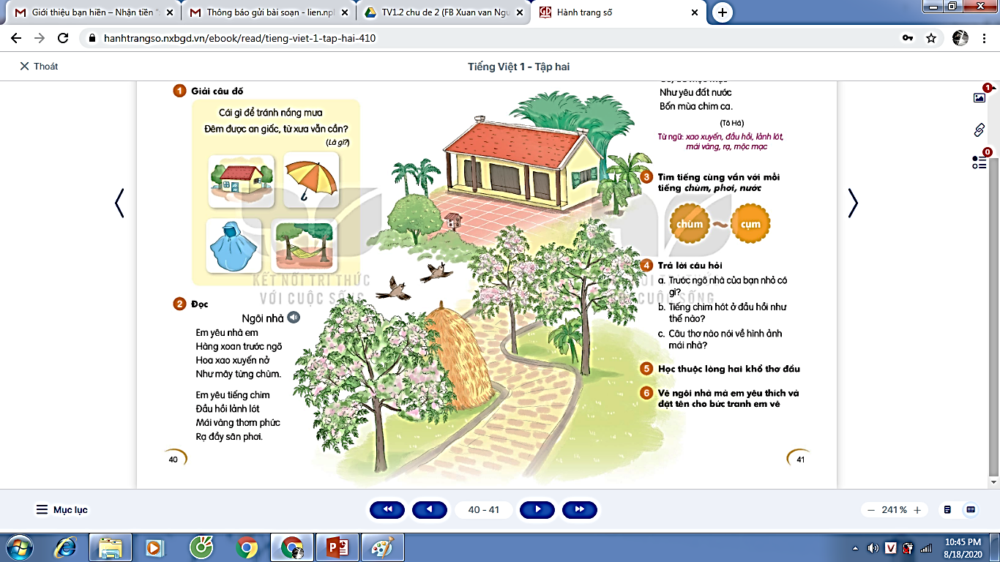 Giới thiệu bạn hiền – Nhận tiền
Thông báo gửi bài soạn - lien.npl
TV1.2 chu de 2 (FB Xuan van Ngu
Hành trang số
hanhtrangso.nxbgd.vn/ebook/read/tieng-viet-1-tap-hai-410
Thoát
Tiếng Việt 1 - Tập hai
1 Giải câu đố
Cái gì để tránh nắng mưa
Đêm được an giấc, từ xưa vẫn cần?
(Là gì?)
2 Đọc
Ngôi nhà
Em yêu nhà em
Hàng xoan trước ngõ
Hoa xao xuyến nở
Như mây từng chùm.
Em yêu tiếng chim
Đầu hồi lảnh lót
Mái vàng thơm phức
Rạ đầy sân phơi.
40
KẾT NỐI TRI THỨC
VỚI CUỘC SỐNG
Như yêu đất nước
Bốn mùa chim ca.
(Tô Hà)
Từ ngữ: xao xuyến, đầu hồi, lảnh lót,
mái vàng, rạ, mộc mạc
3 Tìm tiếng cùng vần với mỗi
tiếng chùm, phơi, nước
chùm ~ cụm
4 Trả lời câu hỏi
a. Trước ngõ nhà của bạn nhỏ có
gì?
b. Tiếng chim hót ở đầu hồi như
thế nào?
c. Câu thơ nào nói về hình ảnh
mái nhà?
5 Học thuộc lòng hai khổ thơ đầu
6 Vẽ ngôi nhà mà em yêu thích và
đặt tên cho bức tranh em vẽ
41
1
0
Mục lục
40 - 41
241 %
10:45 PM
8/18/2020